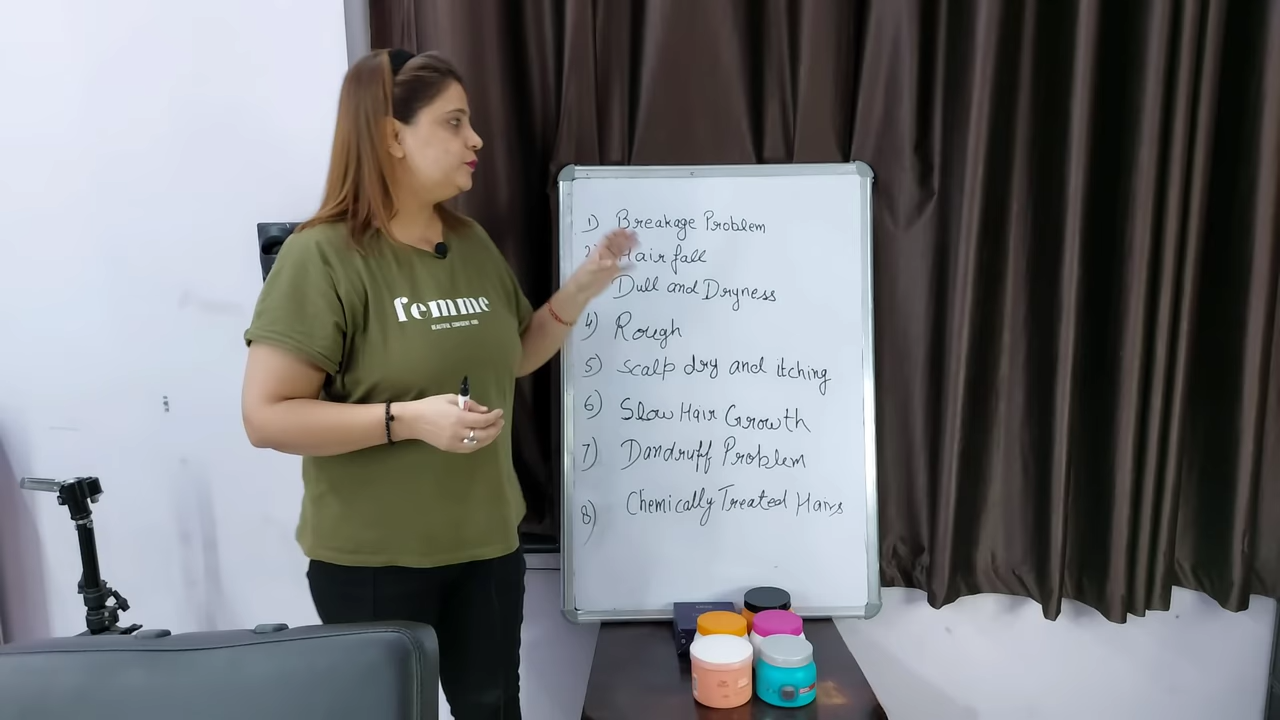 femme
1) Breakage Problem
2) Hair fall
Dull and Dryness
4) Rough
5) Scalp dry and itching
6) Slow Hair Growth
7) Dandruff Problem
8) Chemically Treated Hairs